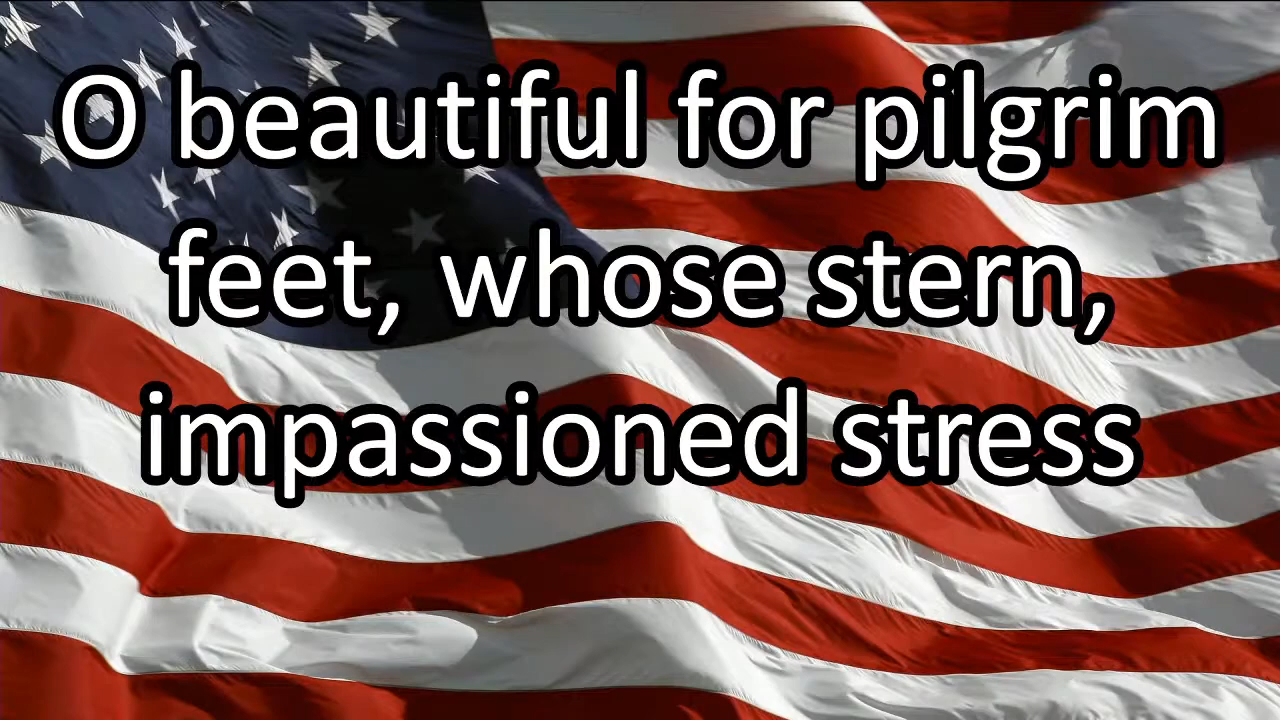 O beautiful for pilgrim
feet, whose stern,
impassioned stress